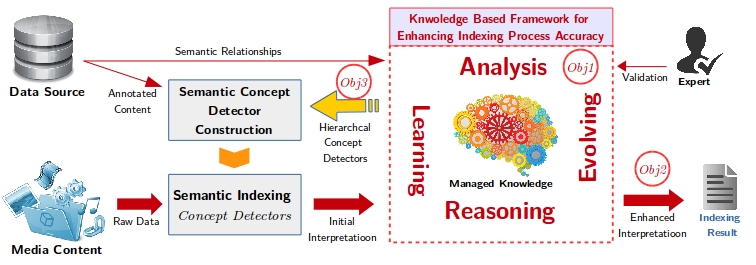 Knwoledge Based Framework for
Enhancing Indexing Process Accuracy
Semantic Relationships
Data Source
Annotated
Content
Semantic Concept
Detector
Construction
Obj3
Hierarchcal
Concept
Detectors
Analysis
Obj1
Learning
Evolving
Managed Knowledge
Reasoning
Validation
Expert
Media Content
Raw Data
Semantic Indexing
Concept Detectors
Initial
Interpretatioon
Obj2
Enhanced
Interpretatioon
Indexing
Result